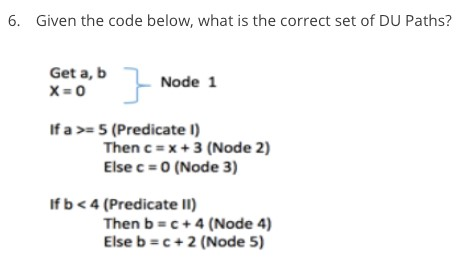 6. Given the code below, what is the correct set of DU Paths?
Get a, b
X = 0
Node 1
If a >= 5 (Predicate I)
Then c = x + 3 (Node 2)
Else c = 0 (Node 3)
If b < 4 (Predicate II)
Then b = c + 4 (Node 4)
Else b = c + 2 (Node 5)